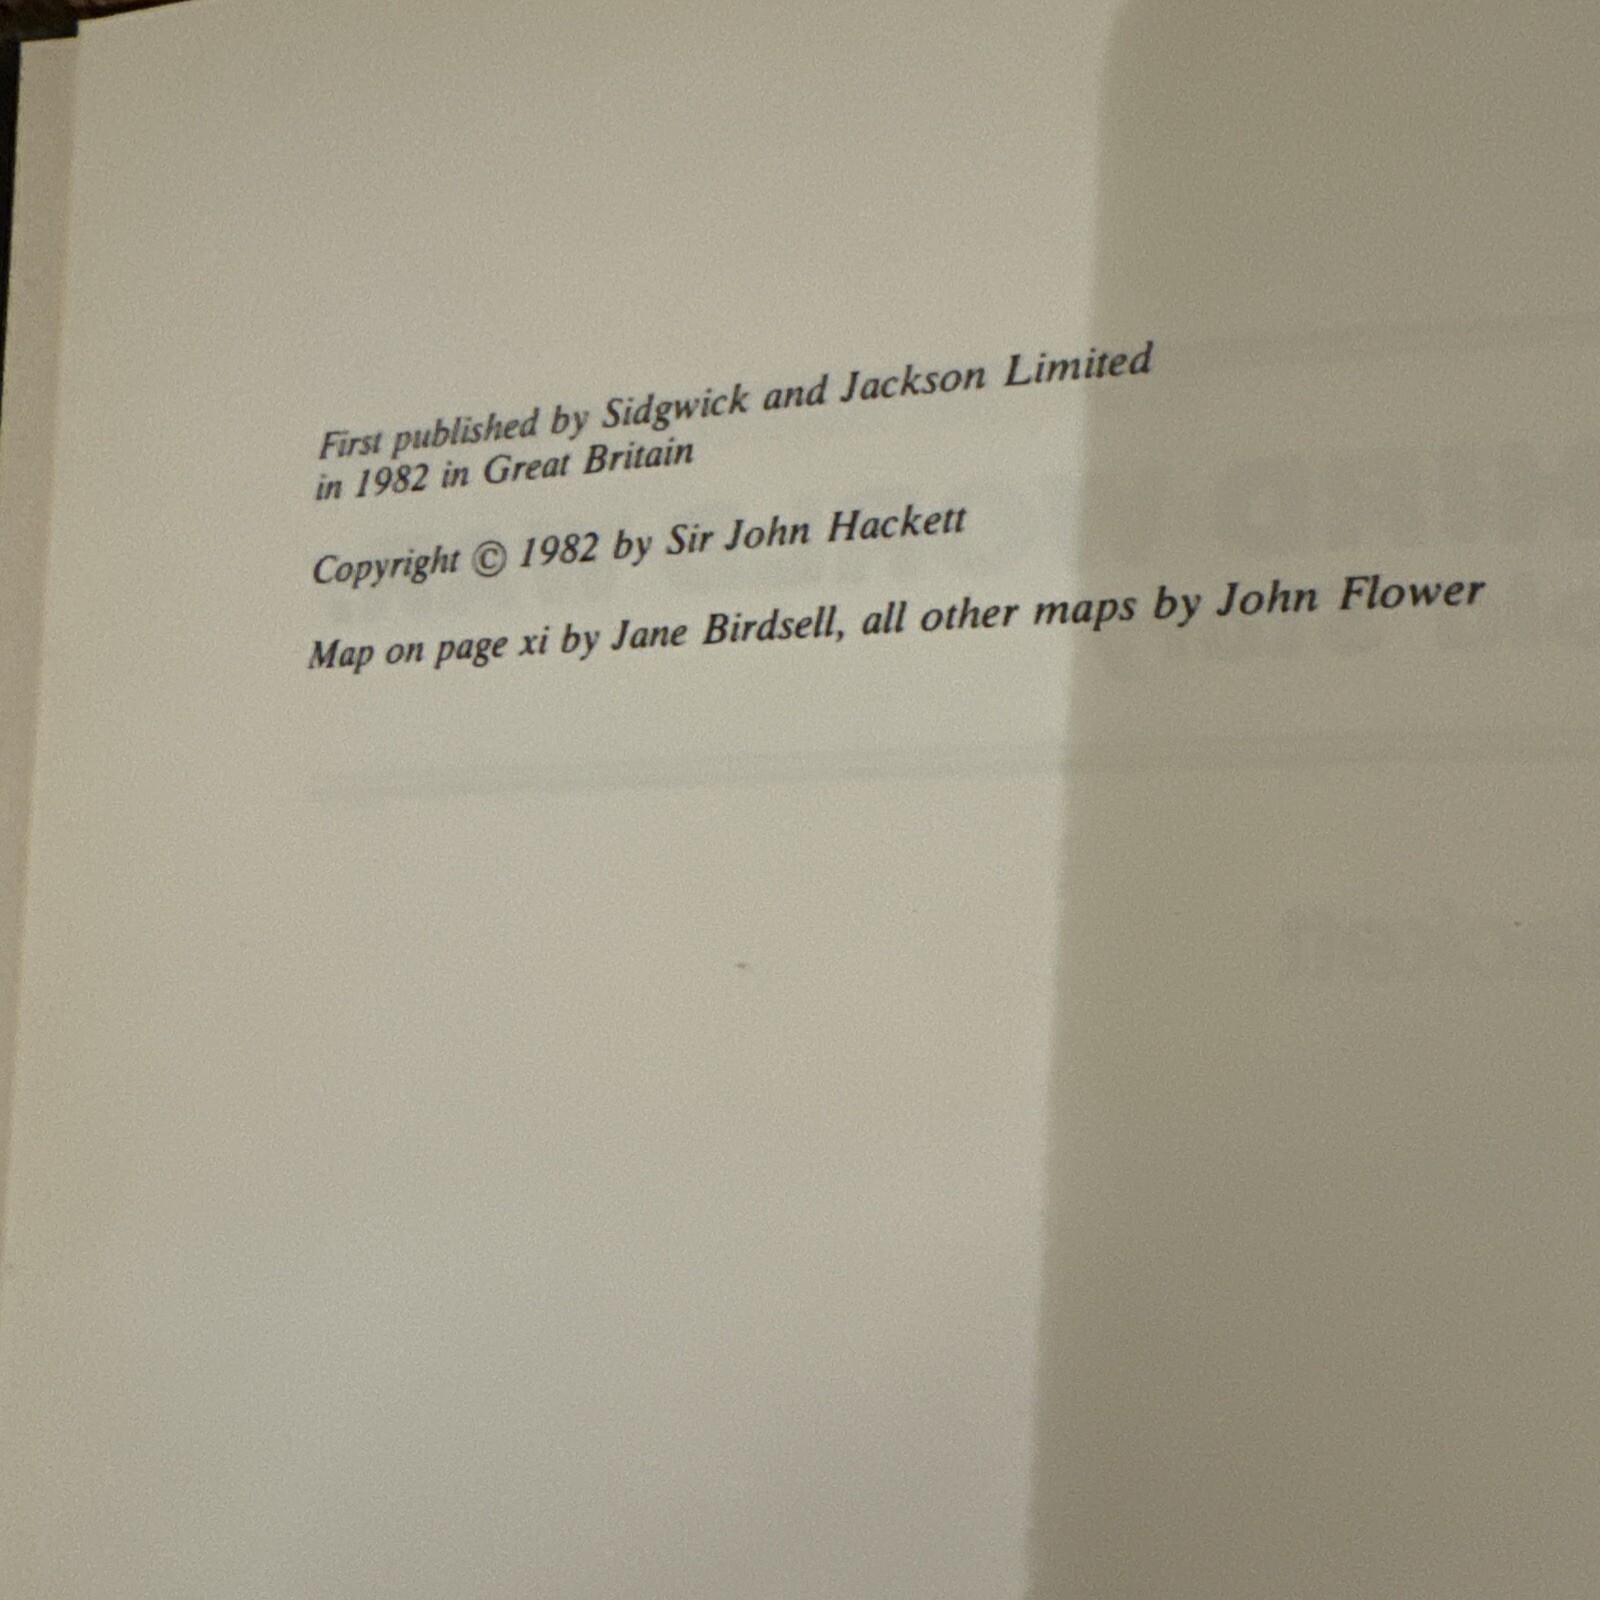 First published by Sidgwick and Jackson Limited
in 1982 in Great Britain
Copyright © 1982 by Sir John Hackett
Map on page xi by Jane Birdsell, all other maps by John Flower